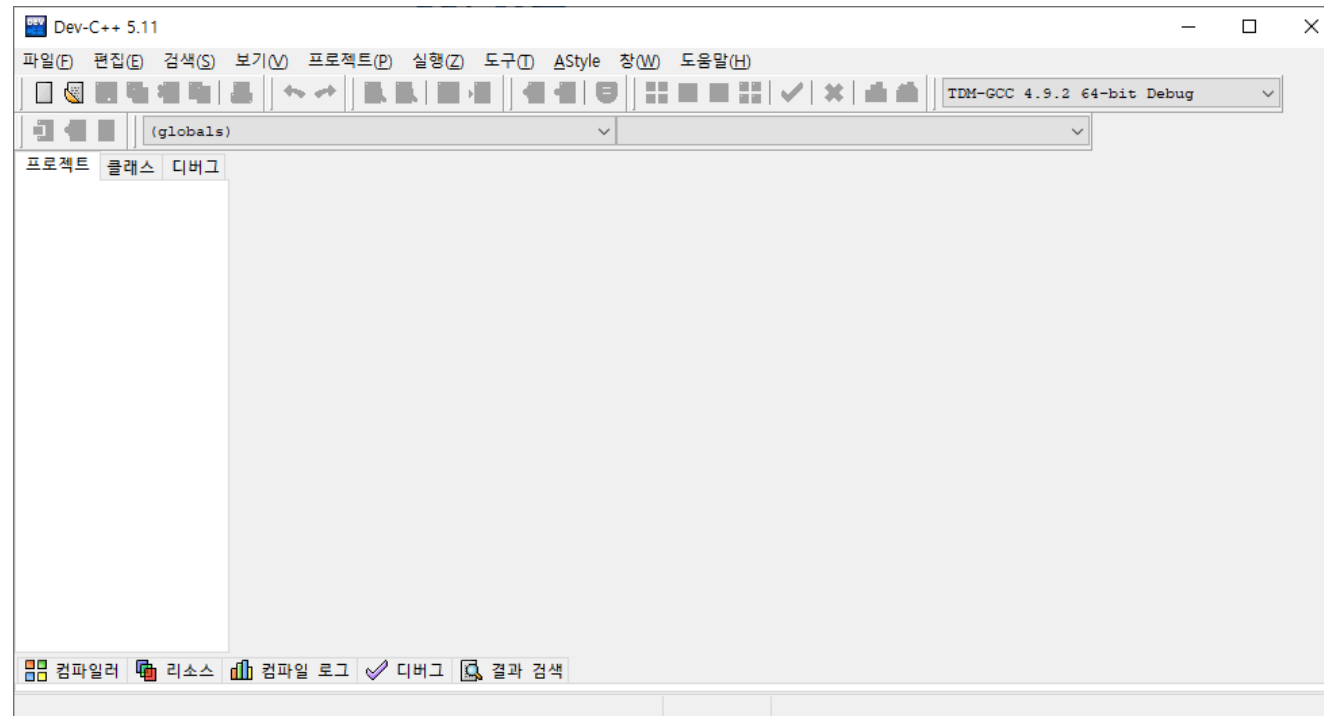 Dev-C++ 5.11
파일(F) 편집(E) 검색(S) 보기(V) 프로젝트(P) 실행(Z) 도구(T) AStyle 창(W) 도움말(H)
TDM-GCC 4.9.2 64-bit Debug
(globals)
프로젝트 클래스 디버그
컴파일러 리소스 컴파일 로그 디버그 결과 검색